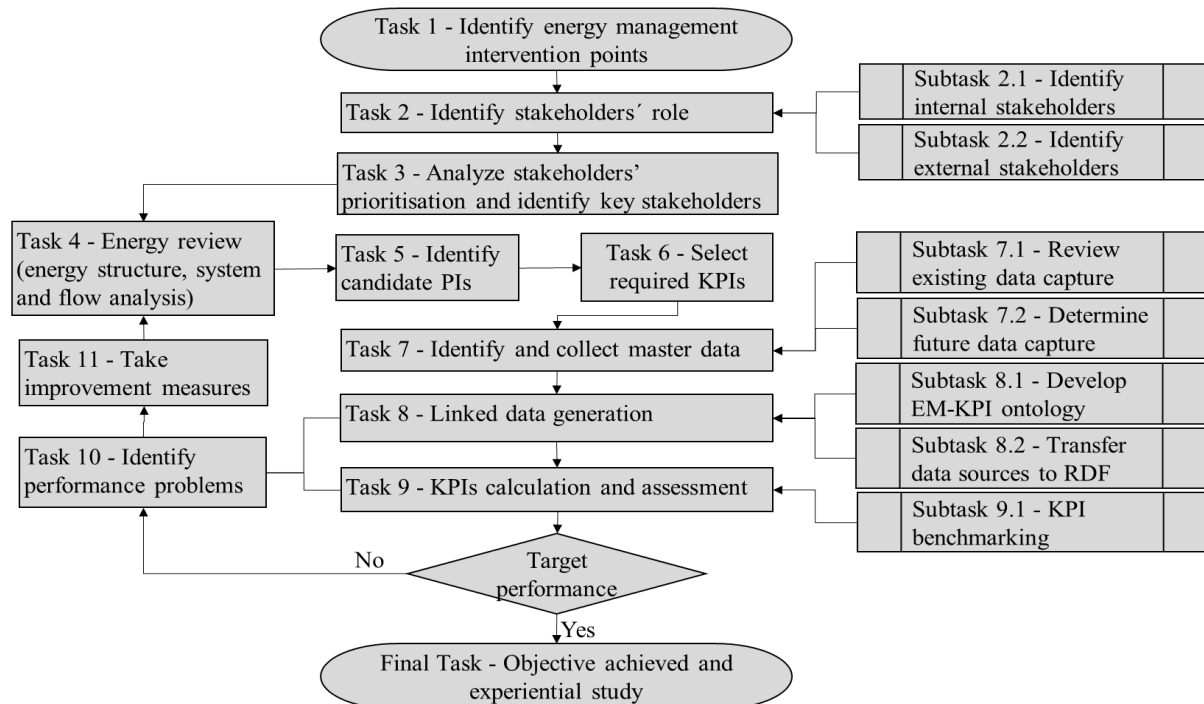 Task 1 - Identify energy management
intervention points
Task 2 - Identify stakeholders´ role
Subtask 2.1 - Identify
internal stakeholders
Subtask 2.2 - Identify
external stakeholders
Task 3 - Analyze stakeholders’
prioritisation and identify key stakeholders
Task 4 - Energy review
(energy structure, system
and flow analysis)
Task 5 - Identify
candidate PIs
Task 6 - Select
required KPIs
Subtask 7.1 - Review
existing data capture
Subtask 7.2 - Determine
future data capture
Task 7 - Identify and collect master data
Task 11 - Take
improvement measures
Task 8 - Linked data generation
Subtask 8.1 - Develop
EM-KPI ontology
Subtask 8.2 - Transfer
data sources to RDF
Task 10 - Identify
performance problems
Task 9 - KPIs calculation and assessment
Subtask 9.1 - KPI
benchmarking
No
Target
performance
Yes
Final Task - Objective achieved and
experiential study